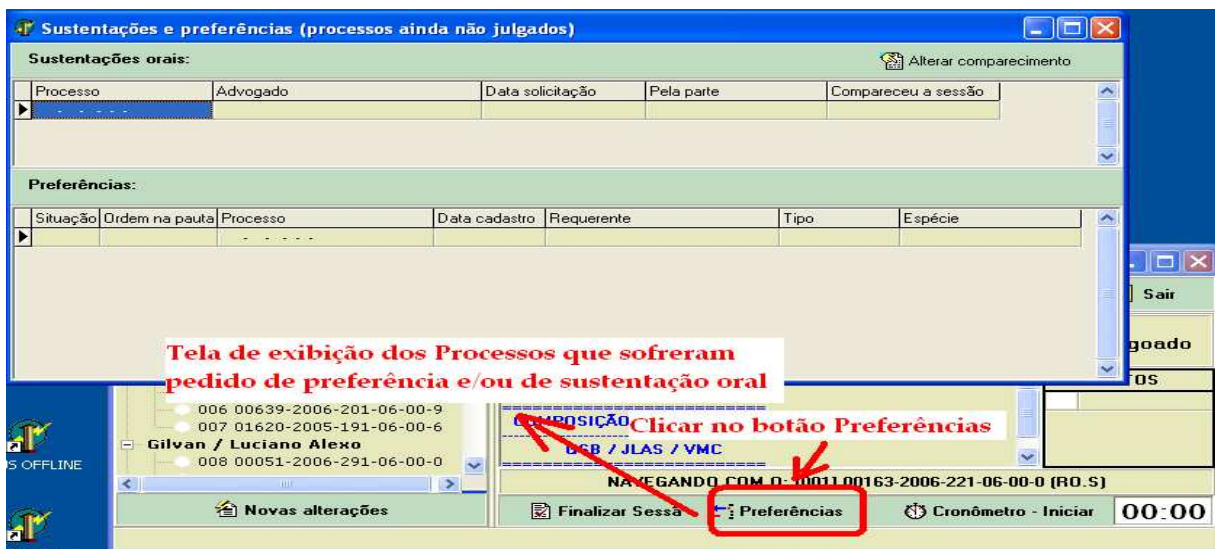 Sustentações e preferências (processos ainda não julgados)
Sustentações orais:
Alterar comparecimento
Processo Advogado Data solicitação Pela parte Compareceu a sessão
Preferências:
Situação Ordem na pauta Processo Data cadastro Requerente Tipo Espécie
Sair
Tela de exibição dos Processos que sofreram
pedido de preferência e/ou de sustentação oral
goado
OS
006 00639-2006-201-06-00-9
007 01620-2005-191-06-00-6
COMPOSIÇÃO
Clicar no botão Preferências
Gilvan / Luciano Alexo
008 00051-2006-291-06-00-0
/ JLAS / VMC
S OFFLINE
NAVEGANDO COM O: (001) 00163-2006-221-06-00-0 (RO.S)
Novas alterações
Finalizar Sessã
Preferências
Cronômetro - Iniciar
00:00